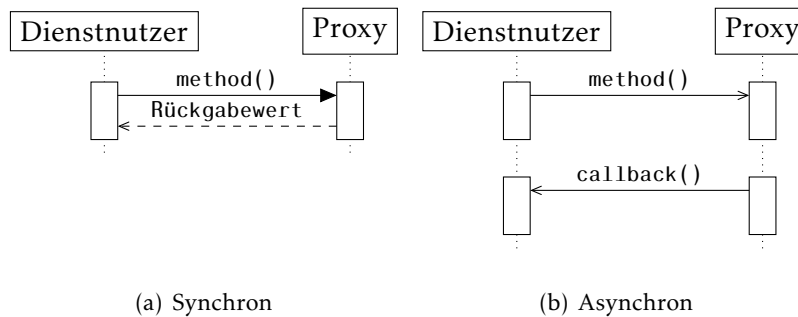 Dienstnutzer
Proxy
method()
Rückgabewert
(a) Synchron
Dienstnutzer
Proxy
method()
callback()
(b) Asynchron